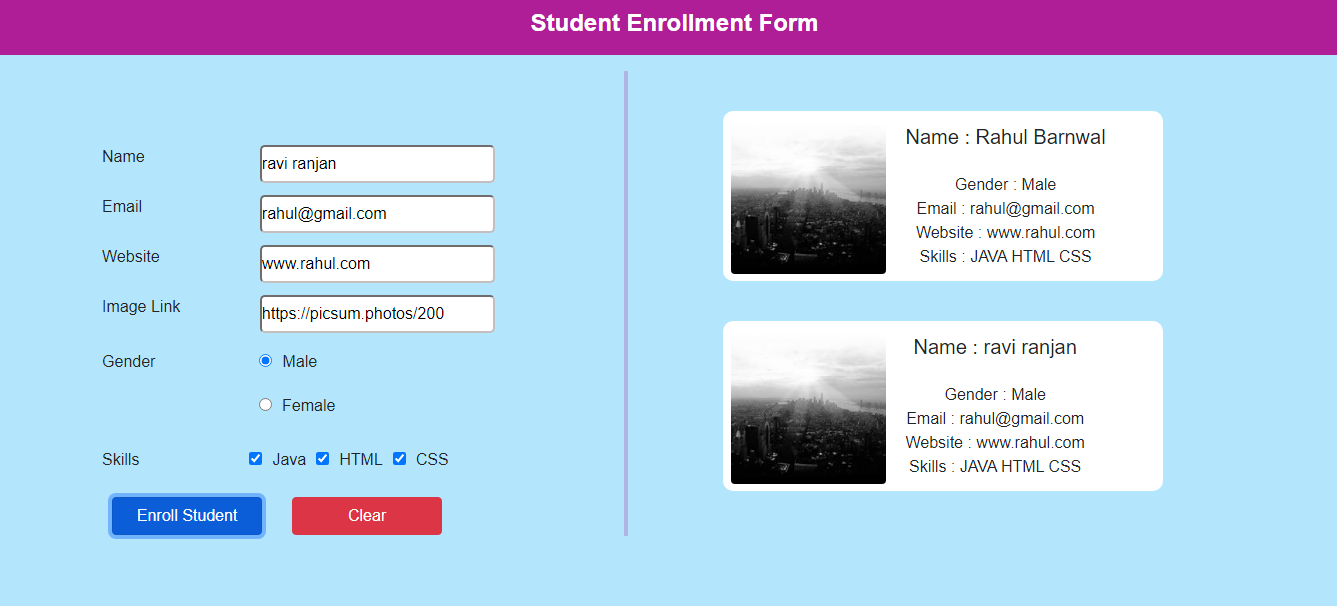 Student Enrollment Form
Name
ravi ranjan
Email
rahul@gmail.com
Website
www.rahul.com
Image Link
https://picsum.photos/200
Gender
Male
Female
Skills
Java HTML CSS
Enroll Student
Clear
Name : Rahul Barnwal
Gender : Male
Email : rahul@gmail.com
Website : www.rahul.com
Skills : JAVA HTML CSS
Name : ravi ranjan
Gender : Male
Email : rahul@gmail.com
Website : www.rahul.com
Skills : JAVA HTML CSS